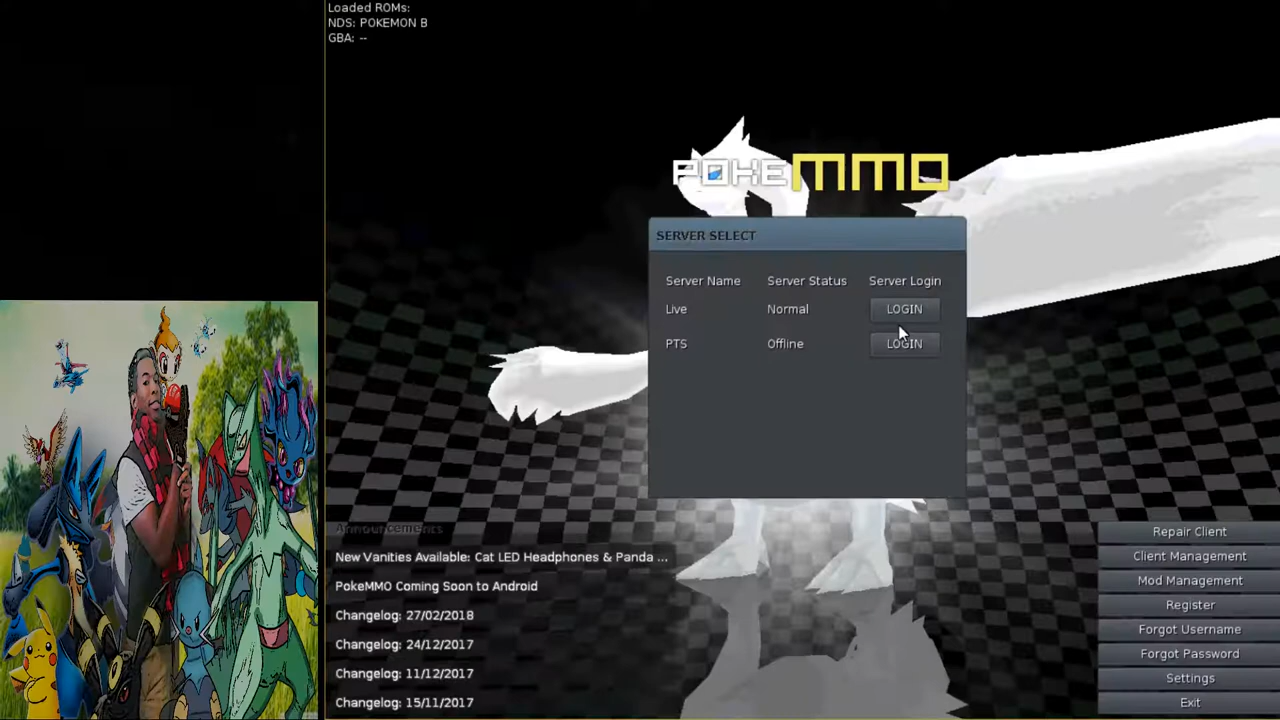 Loaded ROMs:
NDS: POKEMON B
GBA: --
POKEMMO
SERVER SELECT
Server Name Server Status Server Login
Live Normal LOGIN
PTS Offline LOGIN
Announcements
New Vanities Available: Cat LED Headphones & Panda ...
PokeMMO Coming Soon to Android
Changelog: 27/02/2018
Changelog: 24/12/2017
Changelog: 11/12/2017
Changelog: 15/11/2017
Repair Client
Client Management
Mod Management
Register
Forgot Username
Forgot Password
Settings
Exit